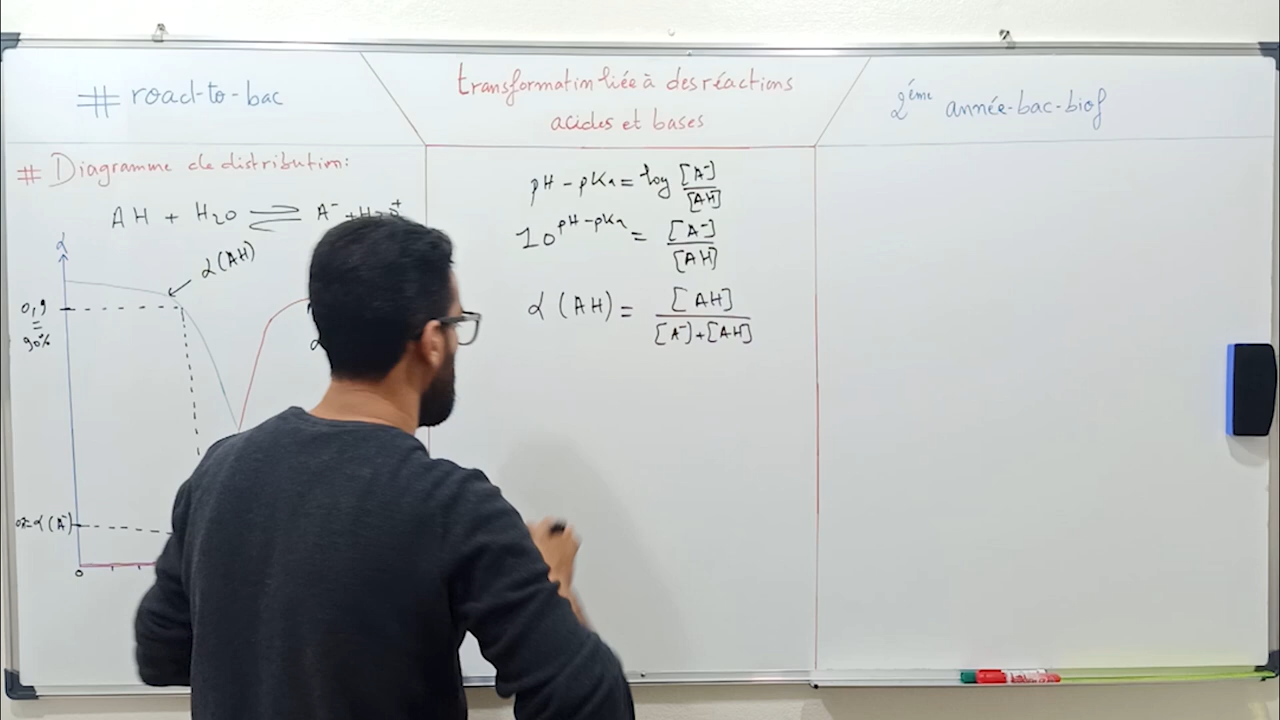 # road-to-bac
transformation liée à des réactions
acides et bases
2ème année-bac-biof
# Diagramme de distribution:
AH + H2O ⇌ A⁻ + H3O⁺
α
α(AH)
0,9
=
90%
α(A⁻)
0
pH - pKA = log [A⁻]/[AH]
10^pH-pKA = [A⁻]/[AH]
α(AH) = [AH]/[A⁻]+[AH]